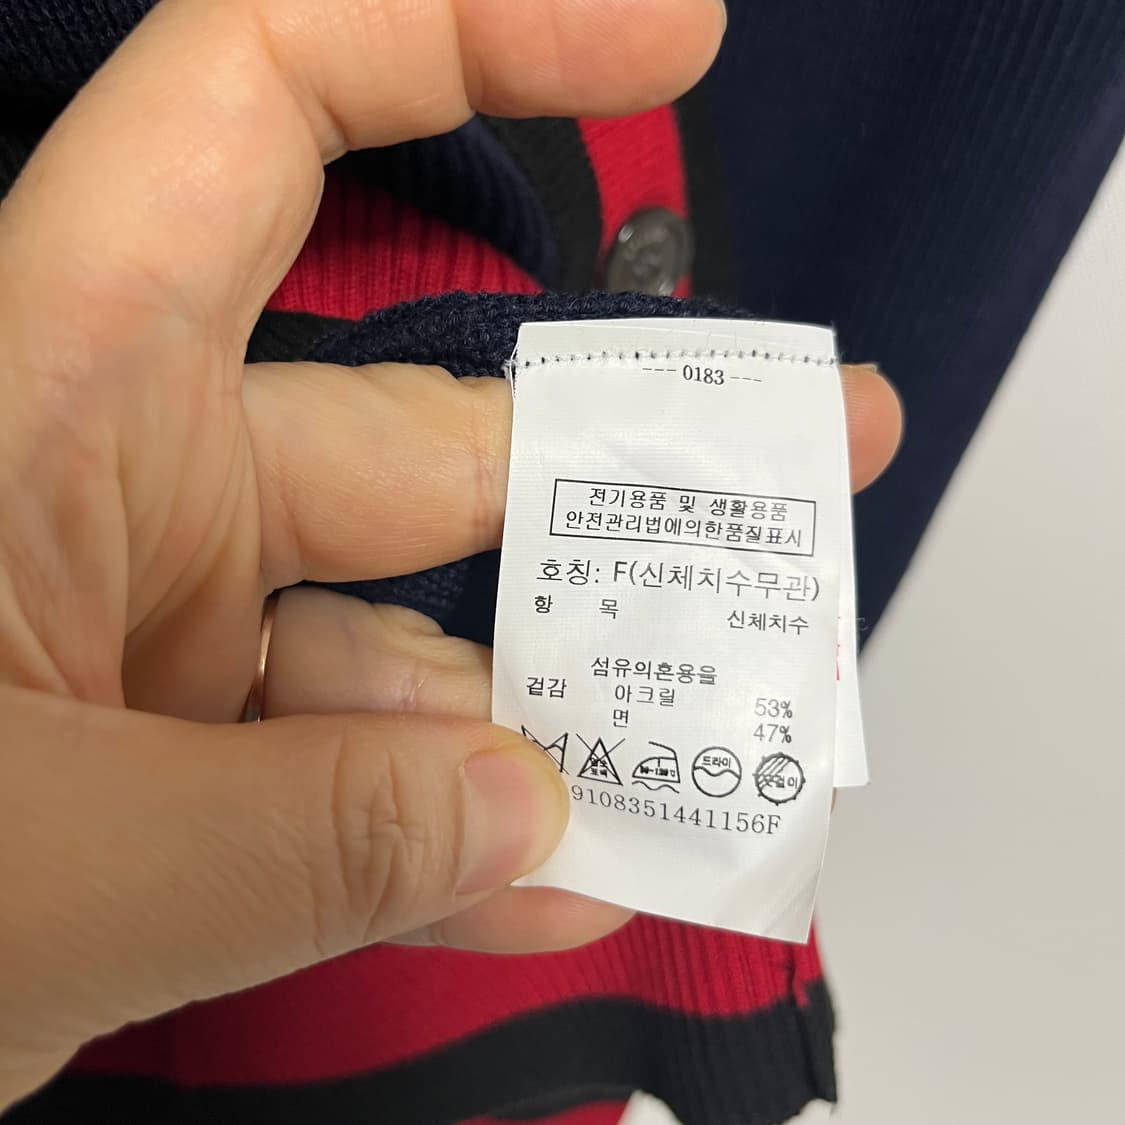 --- 0183 ---
전기용품 및 생활용품
안전관리법에의한품질표시
호칭: F(신체치수무관)
항 목 신체치수
섬유의혼용율
겉감 아크릴 53%
면 47%
드라이
9108351441156F